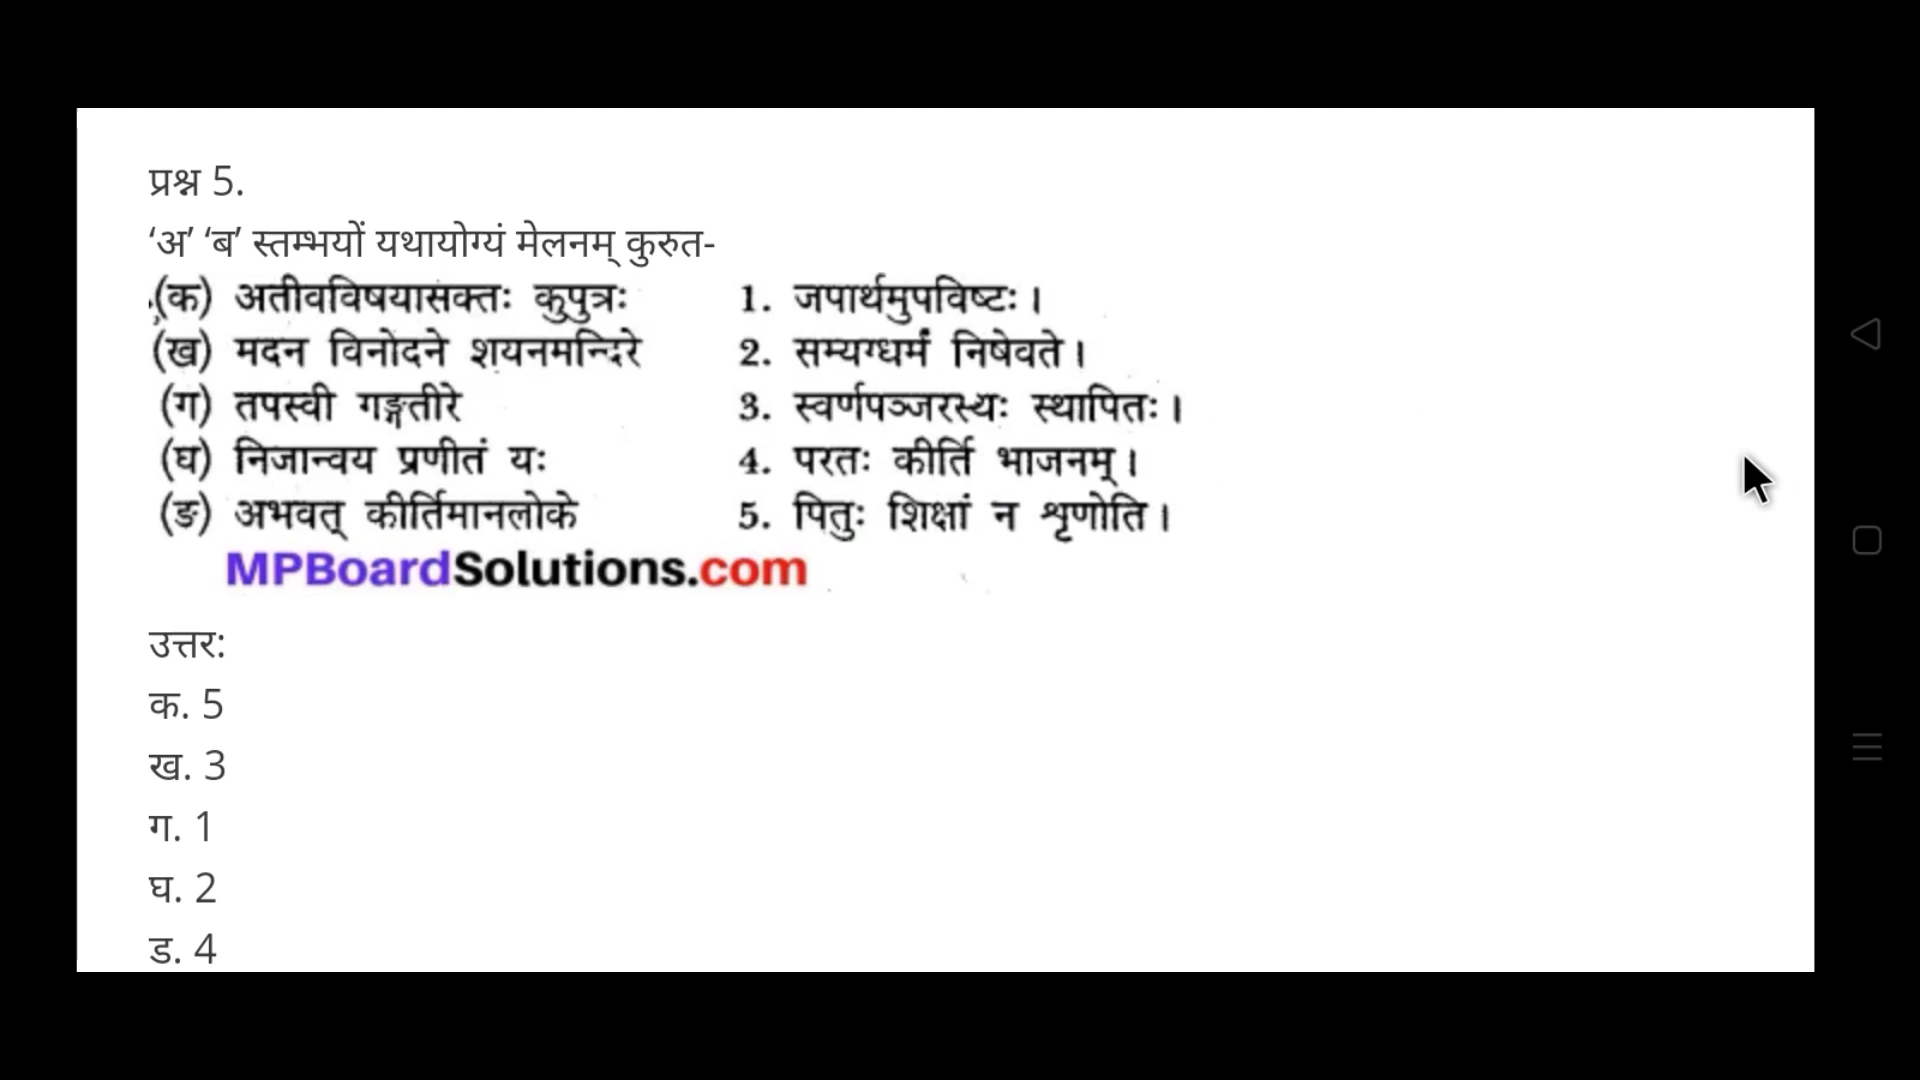 प्रश्न 5.
‘अ’ ‘ब’ स्तम्भयों यथायोग्यं मेलनम् कुरुत-
(क) अतीवविषयासक्तः कुपुत्रः 1. जपार्थमुपविष्टः।
(ख) मदन विनोदने शयनमन्दिरे 2. सम्यग्धर्मं निषेवते।
(ग) तपस्वी गङ्गतीरे 3. स्वर्णपञ्जरस्थः स्थापितः।
(घ) निजान्वय प्रणीतं यः 4. परतः कीर्ति भाजनम्।
(ङ) अभवत् कीर्तिमानलोके 5. पितुः शिक्षां न शृणोति।
MPBoardSolutions.com
उत्तर:
क. 5
ख. 3
ग. 1
घ. 2
ड. 4